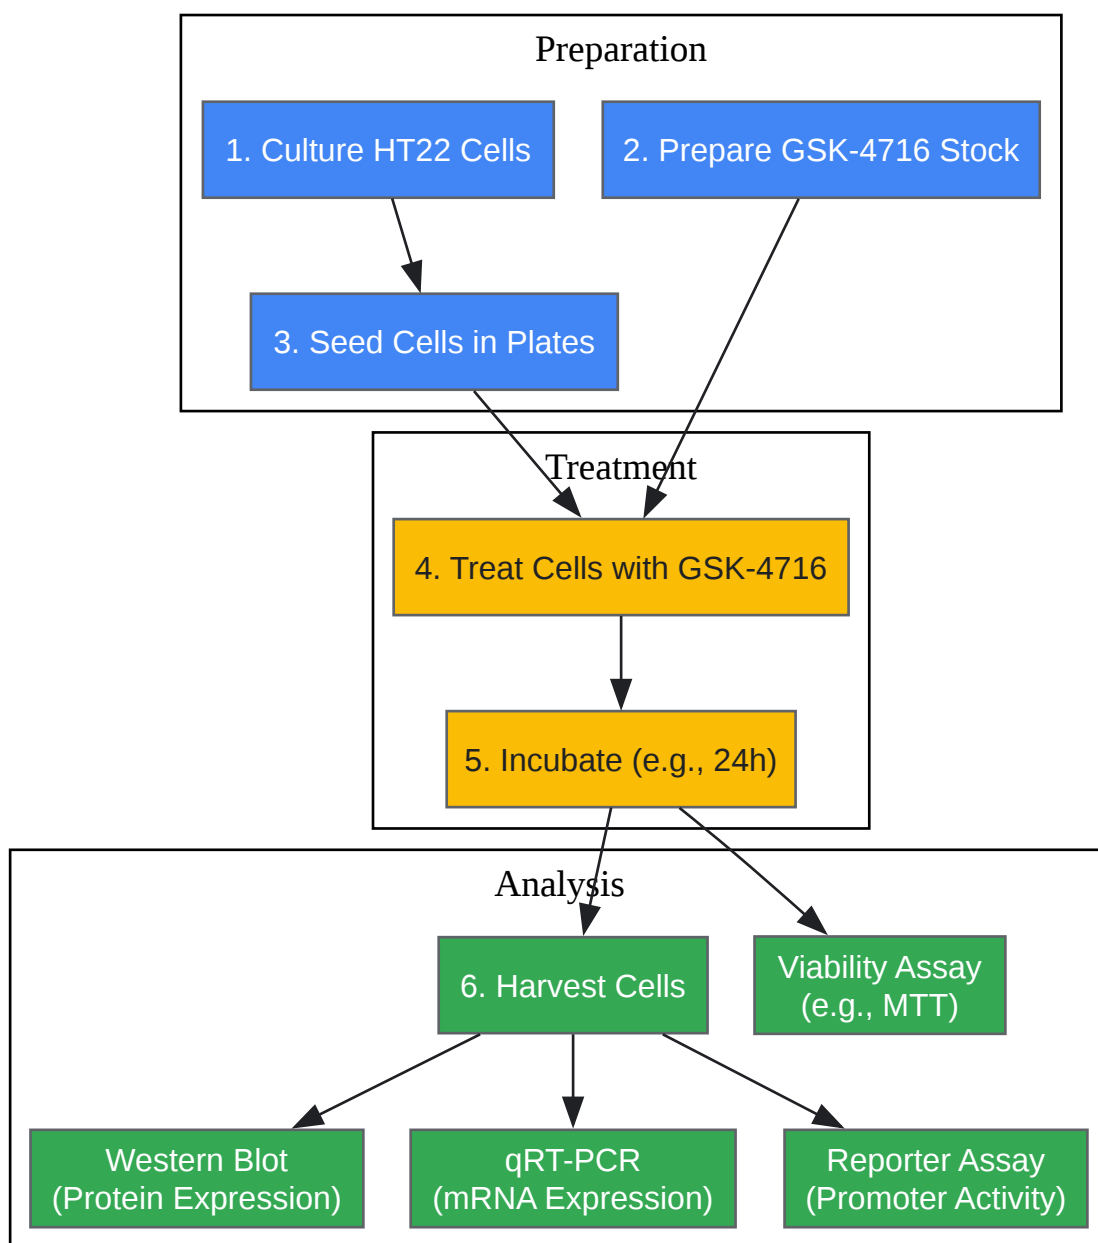 Preparation
1. Culture HT22 Cells
2. Prepare GSK-4716 Stock
3. Seed Cells in Plates
Treatment
4. Treat Cells with GSK-4716
5. Incubate (e.g., 24h)
Analysis
6. Harvest Cells
Viability Assay
(e.g., MTT)
Western Blot
(Protein Expression)
qRT-PCR
(mRNA Expression)
Reporter Assay
(Promoter Activity)